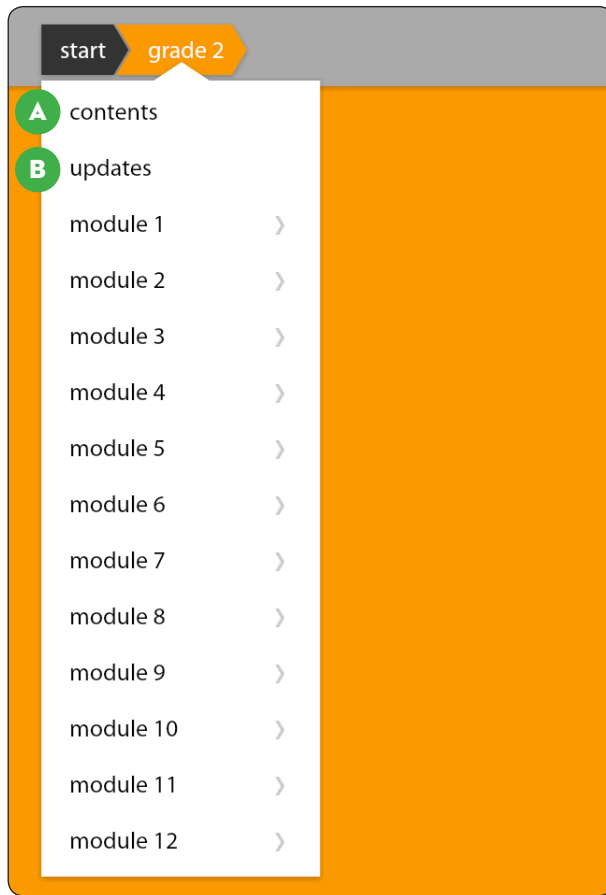 start grade 2
A contents
B updates
module 1
module 2
module 3
module 4
module 5
module 6
module 7
module 8
module 9
module 10
module 11
module 12